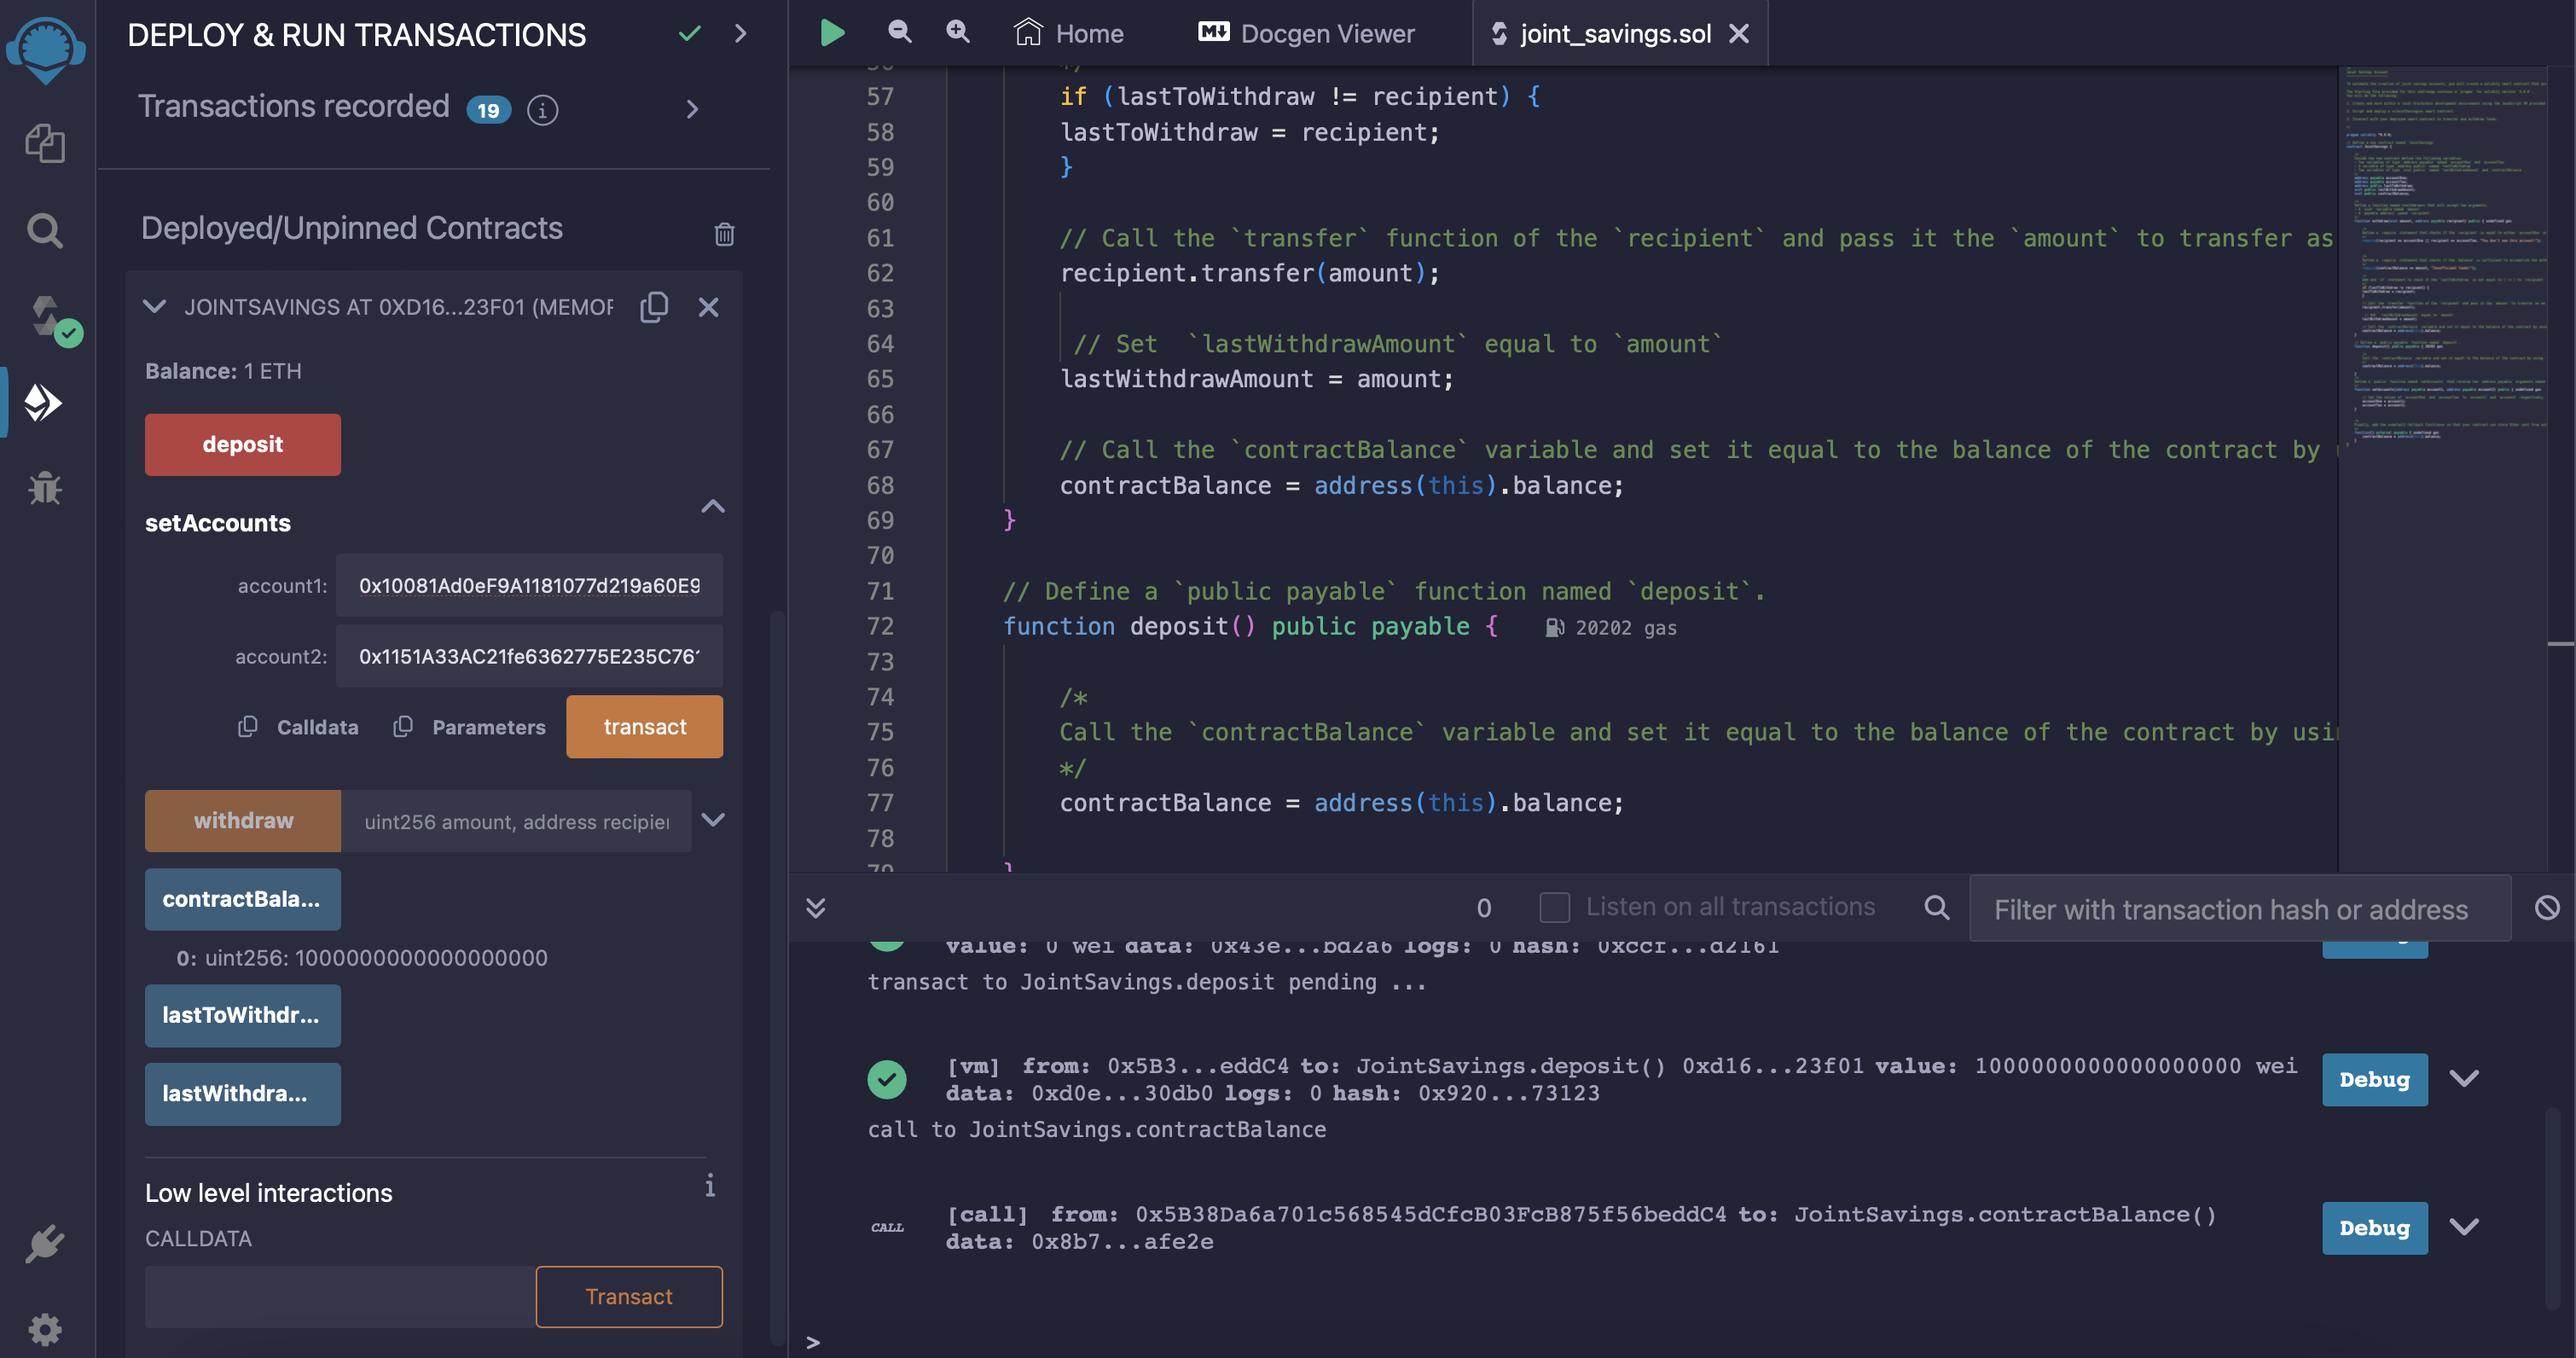 DEPLOY & RUN TRANSACTIONS
Transactions recorded 19 i
Deployed/Unpinned Contracts
JOINTSAVINGS AT 0XD16...23F01 (MEMOR
Balance: 1 ETH
deposit
setAccounts
account1: 0x10081Ad0eF9A1181077d219a60E9
account2: 0x1151A33AC21fe6362775E235C76
Calldata Parameters transact
withdraw uint256 amount, address recipien
contractBala...
0: uint256: 1000000000000000000
lastToWithdr...
lastWithdra...
Low level interactions i
CALLDATA
Transact
Home
M↓ Docgen Viewer
joint_savings.sol
56 */
57 if (lastToWithdraw != recipient) {
58 lastToWithdraw = recipient;
59 }
60
61 // Call the `transfer` function of the `recipient` and pass it the `amount` to transfer as
62 recipient.transfer(amount);
63
64 // Set  `lastWithdrawAmount` equal to `amount`
65 lastWithdrawAmount = amount;
66
67 // Call the `contractBalance` variable and set it equal to the balance of the contract by
68 contractBalance = address(this).balance;
69 }
70
71 // Define a `public payable` function named `deposit`.
72 function deposit() public payable { 20202 gas
73
74 /*
75 Call the `contractBalance` variable and set it equal to the balance of the contract by usin
76 */
77 contractBalance = address(this).balance;
78
79 }
0 Listen on all transactions Filter with transaction hash or address
value: 0 wei data: 0x43e...bd2a6 logs: 0 hash: 0xccf...d2161
transact to JointSavings.deposit pending ...
[vm] from: 0x5B3...eddC4 to: JointSavings.deposit() 0xd16...23f01 value: 1000000000000000000 wei
data: 0xd0e...30db0 logs: 0 hash: 0x920...73123
Debug
call to JointSavings.contractBalance
CALL [call] from: 0x5B38Da6a701c568545dCfcB03FcB875f56beddC4 to: JointSavings.contractBalance()
data: 0x8b7...afe2e
Debug
>